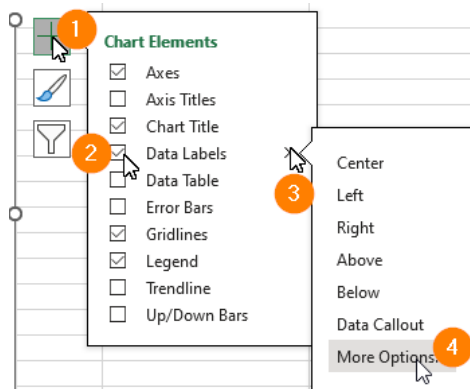 1
Chart Elements
Axes
Axis Titles
Chart Title
2
Data Labels
Data Table
Error Bars
Gridlines
Legend
Trendline
Up/Down Bars
3
Center
Left
Right
Above
Below
Data Callout
More Options..
4